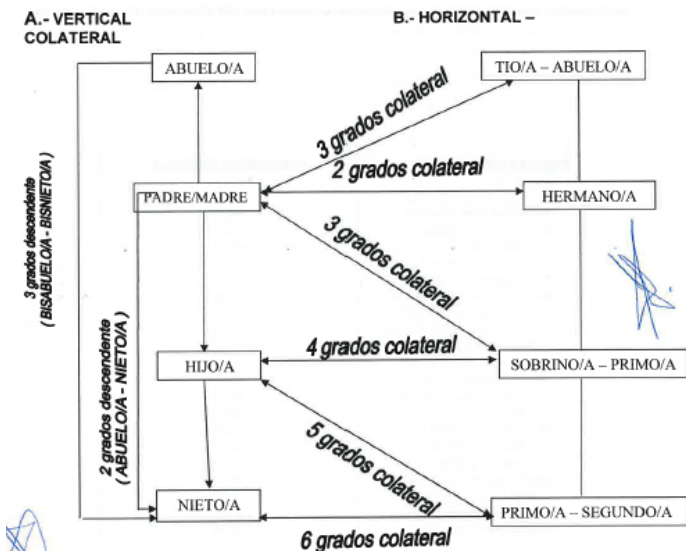 A.- VERTICAL
COLATERAL
B.- HORIZONTAL –
ABUELO/A
TIO/A – ABUELO/A
3 grados colateral
2 grados colateral
PADRE/MADRE
HERMANO/A
3 grados descendente
( BISABUELO/A- BISNIETO/A)
2 grados descendente
( ABUELO/A - NIETO/A)
3 grados colateral
4 grados colateral
HIJO/A
SOBRINO/A – PRIMO/A
5 grados colateral
NIETO/A
PRIMO/A – SEGUNDO/A
6 grados colateral